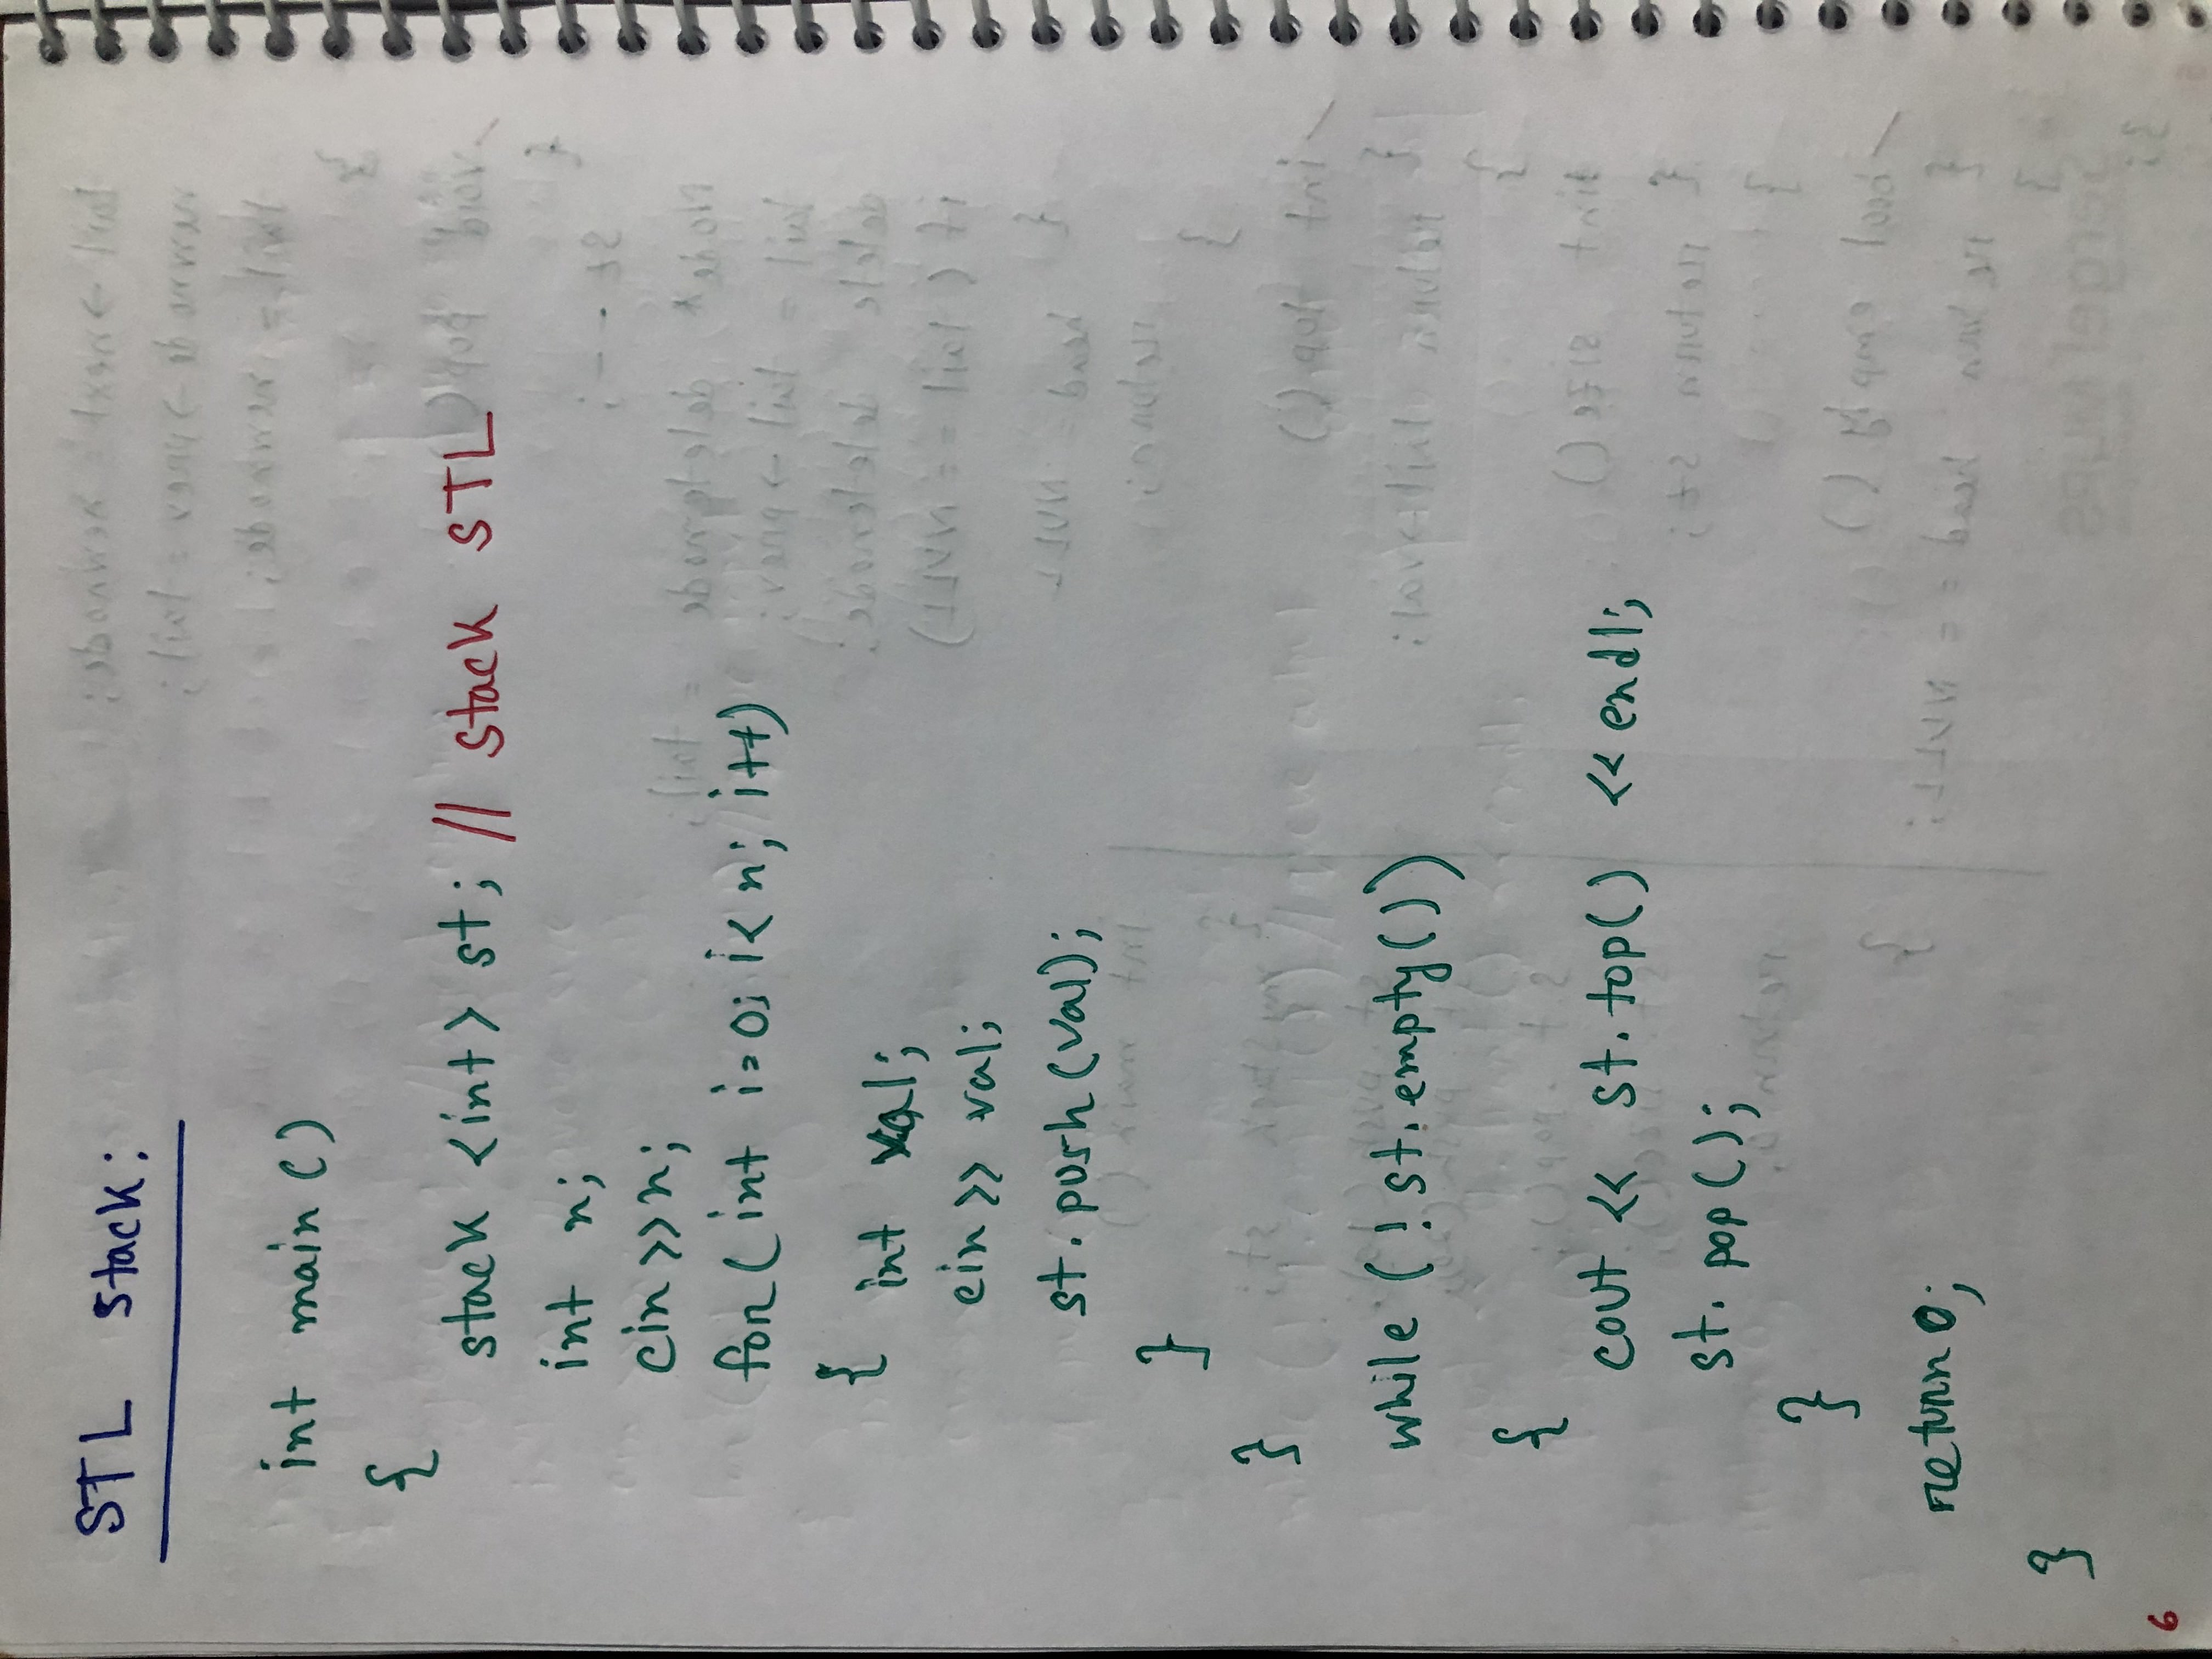 STL stack:
int main ()
{
stack <int> st; // stack STL
int n;
cin >> n;
for ( int i=0; i< n; i++)
{ int val;
cin >> val;
st. push (val);
}
}
while (! st. empty())
{
cout << st. top() << endl;
st. pop();
}
return 0;
}
6